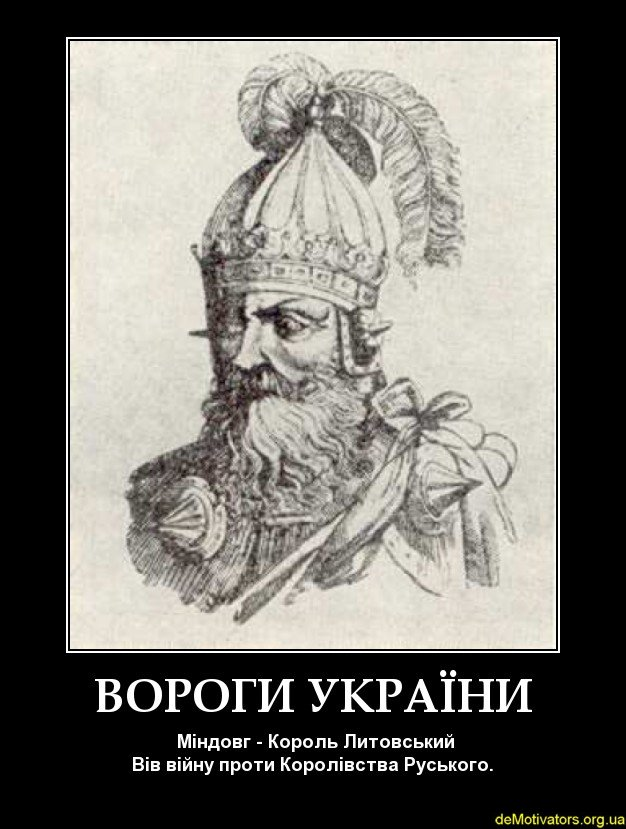 ВОРОГИ УКРАЇНИ
Міндовг - Король Литовський
Вів війну проти Королівства Руського.
deMotivators.org.ua